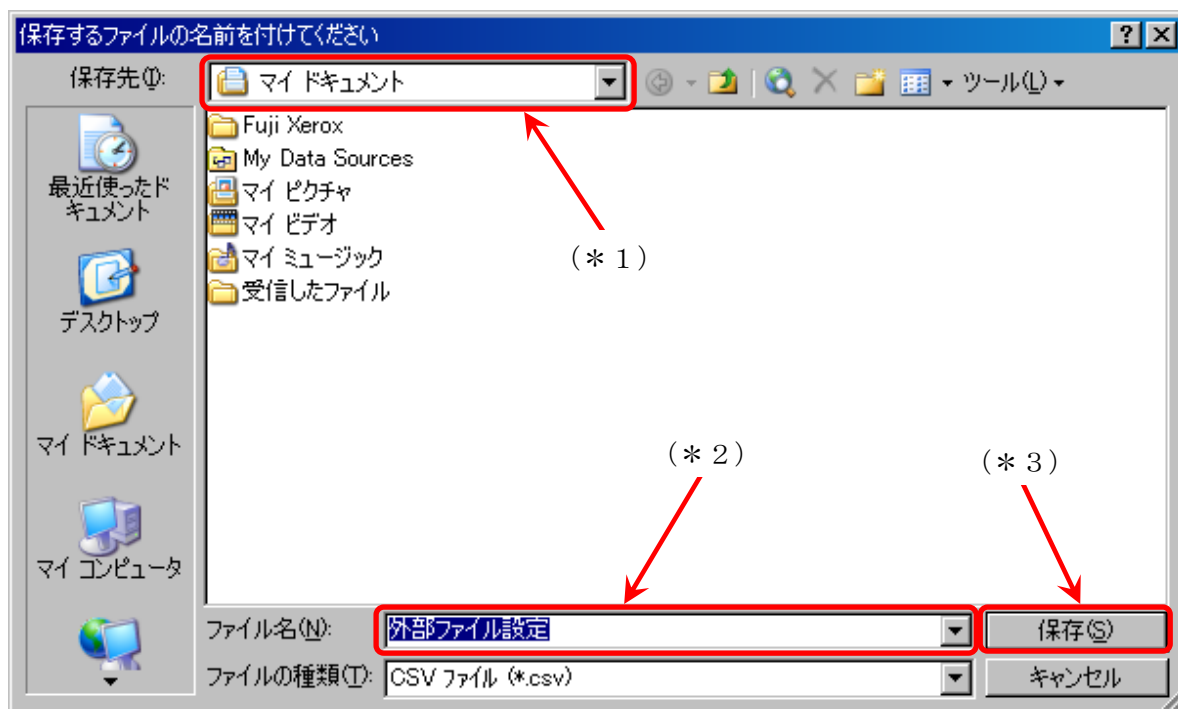 保存するファイルの名前を付けてください
保存先(I):
マイ ドキュメント
ツール(L)
Fuji Xerox
My Data Sources
マイ ピクチャ
マイ ビデオ
マイ ミュージック
受信したファイル
最近使ったド
キュメント
デスクトップ
マイ ドキュメント
マイ コンピュータ
(＊1)
(＊2)
(＊3)
ファイル名(N):
外部ファイル設定
保存(S)
ファイルの種類(T):
CSV ファイル (*.csv)
キャンセル